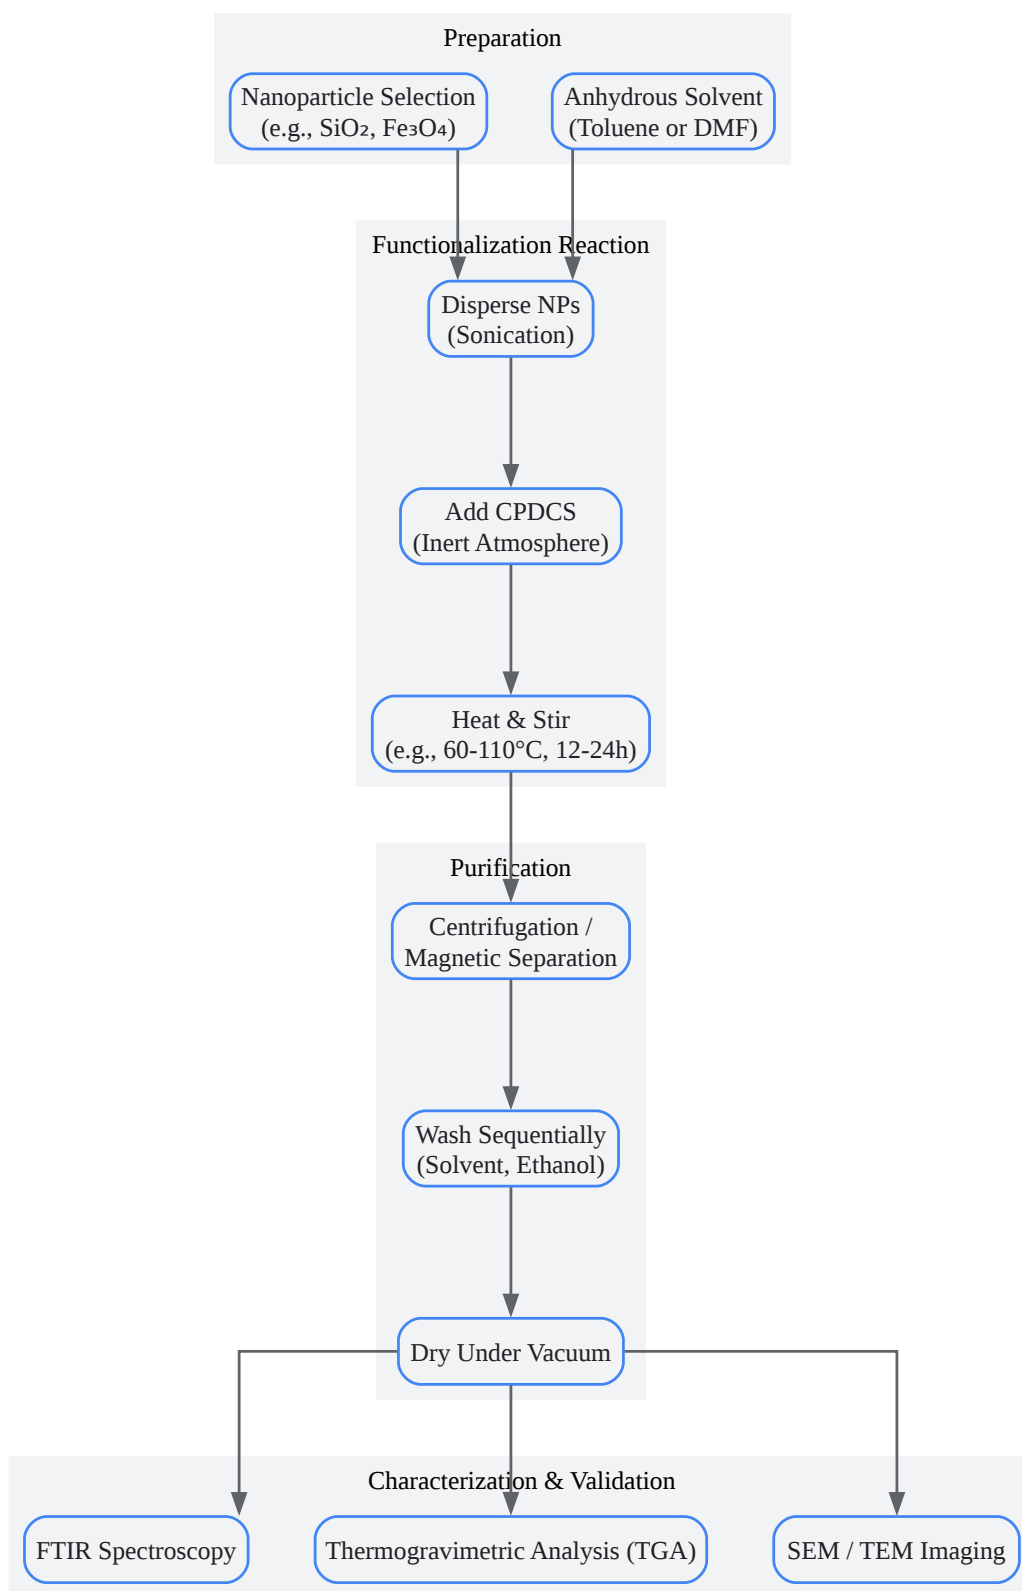 Preparation
Nanoparticle Selection
(e.g., SiO₂, Fe₃O₄)
Anhydrous Solvent
(Toluene or DMF)
Functionalization Reaction
Disperse NPs
(Sonication)
Add CPDCS
(Inert Atmosphere)
Heat & Stir
(e.g., 60-110°C, 12-24h)
Purification
Centrifugation /
Magnetic Separation
Wash Sequentially
(Solvent, Ethanol)
Dry Under Vacuum
Characterization & Validation
FTIR Spectroscopy
Thermogravimetric Analysis (TGA)
SEM / TEM Imaging